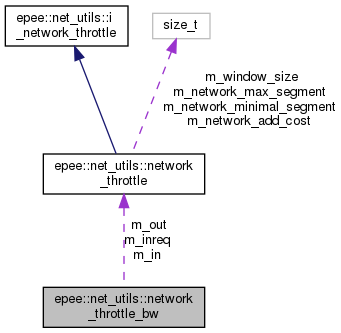 epee::net_utils::i
_network_throttle
size_t
m_window_size
m_network_max_segment
m_network_minimal_segment
m_network_add_cost
epee::net_utils::network
_throttle
m_out
m_inreq
m_in
epee::net_utils::network
_throttle_bw